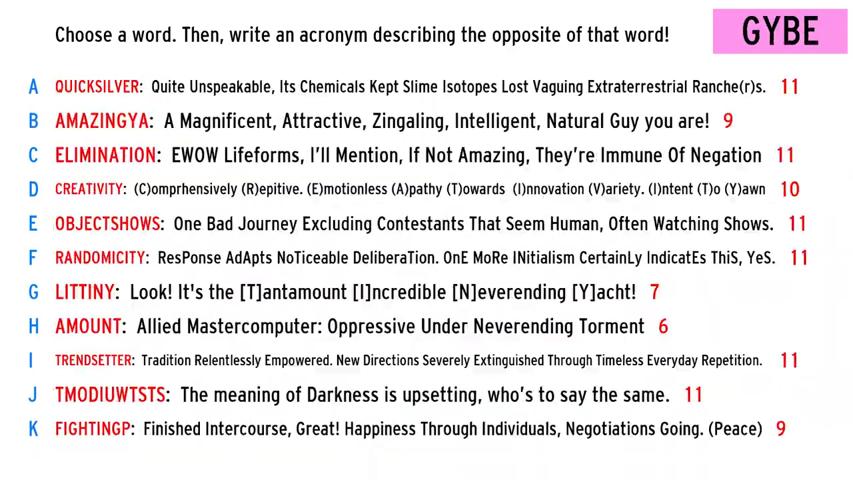 Choose a word. Then, write an acronym describing the opposite of that word!
GYBE
A QUICKSILVER: Quite Unspeakable, Its Chemicals Kept Slime Isotopes Lost Vaguing Extraterrestrial Ranche(r)s. 11
B AMAZINGYA: A Magnificent, Attractive, Zingaling, Intelligent, Natural Guy you are! 9
C ELIMINATION: EWOW Lifeforms, I'll Mention, If Not Amazing, They're Immune Of Negation 11
D CREATIVITY: (C)omprhensively (R)epitive. (E)motionless (A)pathy (T)owards (I)nnovation (V)ariety. (I)ntent (T)o (Y)awn 10
E OBJECTSHOWS: One Bad Journey Excluding Contestants That Seem Human, Often Watching Shows. 11
F RANDOMICITY: ResPonse AdApts NoTiceable DeliberaTion. OnE MoRe INitialism CertainLy IndicatEs ThiS, YeS. 11
G LITTINY: Look! It's the [T]antamount [I]ncredible [N]everending [Y]acht! 7
H AMOUNT: Allied Mastercomputer: Oppressive Under Neverending Torment 6
I TRENDSETTER: Tradition Relentlessly Empowered. New Directions Severely Extinguished Through Timeless Everyday Repetition. 11
J TMODIUWTSTS: The meaning of Darkness is upsetting, who's to say the same. 11
K FIGHTINGP: Finished Intercourse, Great! Happiness Through Individuals, Negotiations Going. (Peace) 9